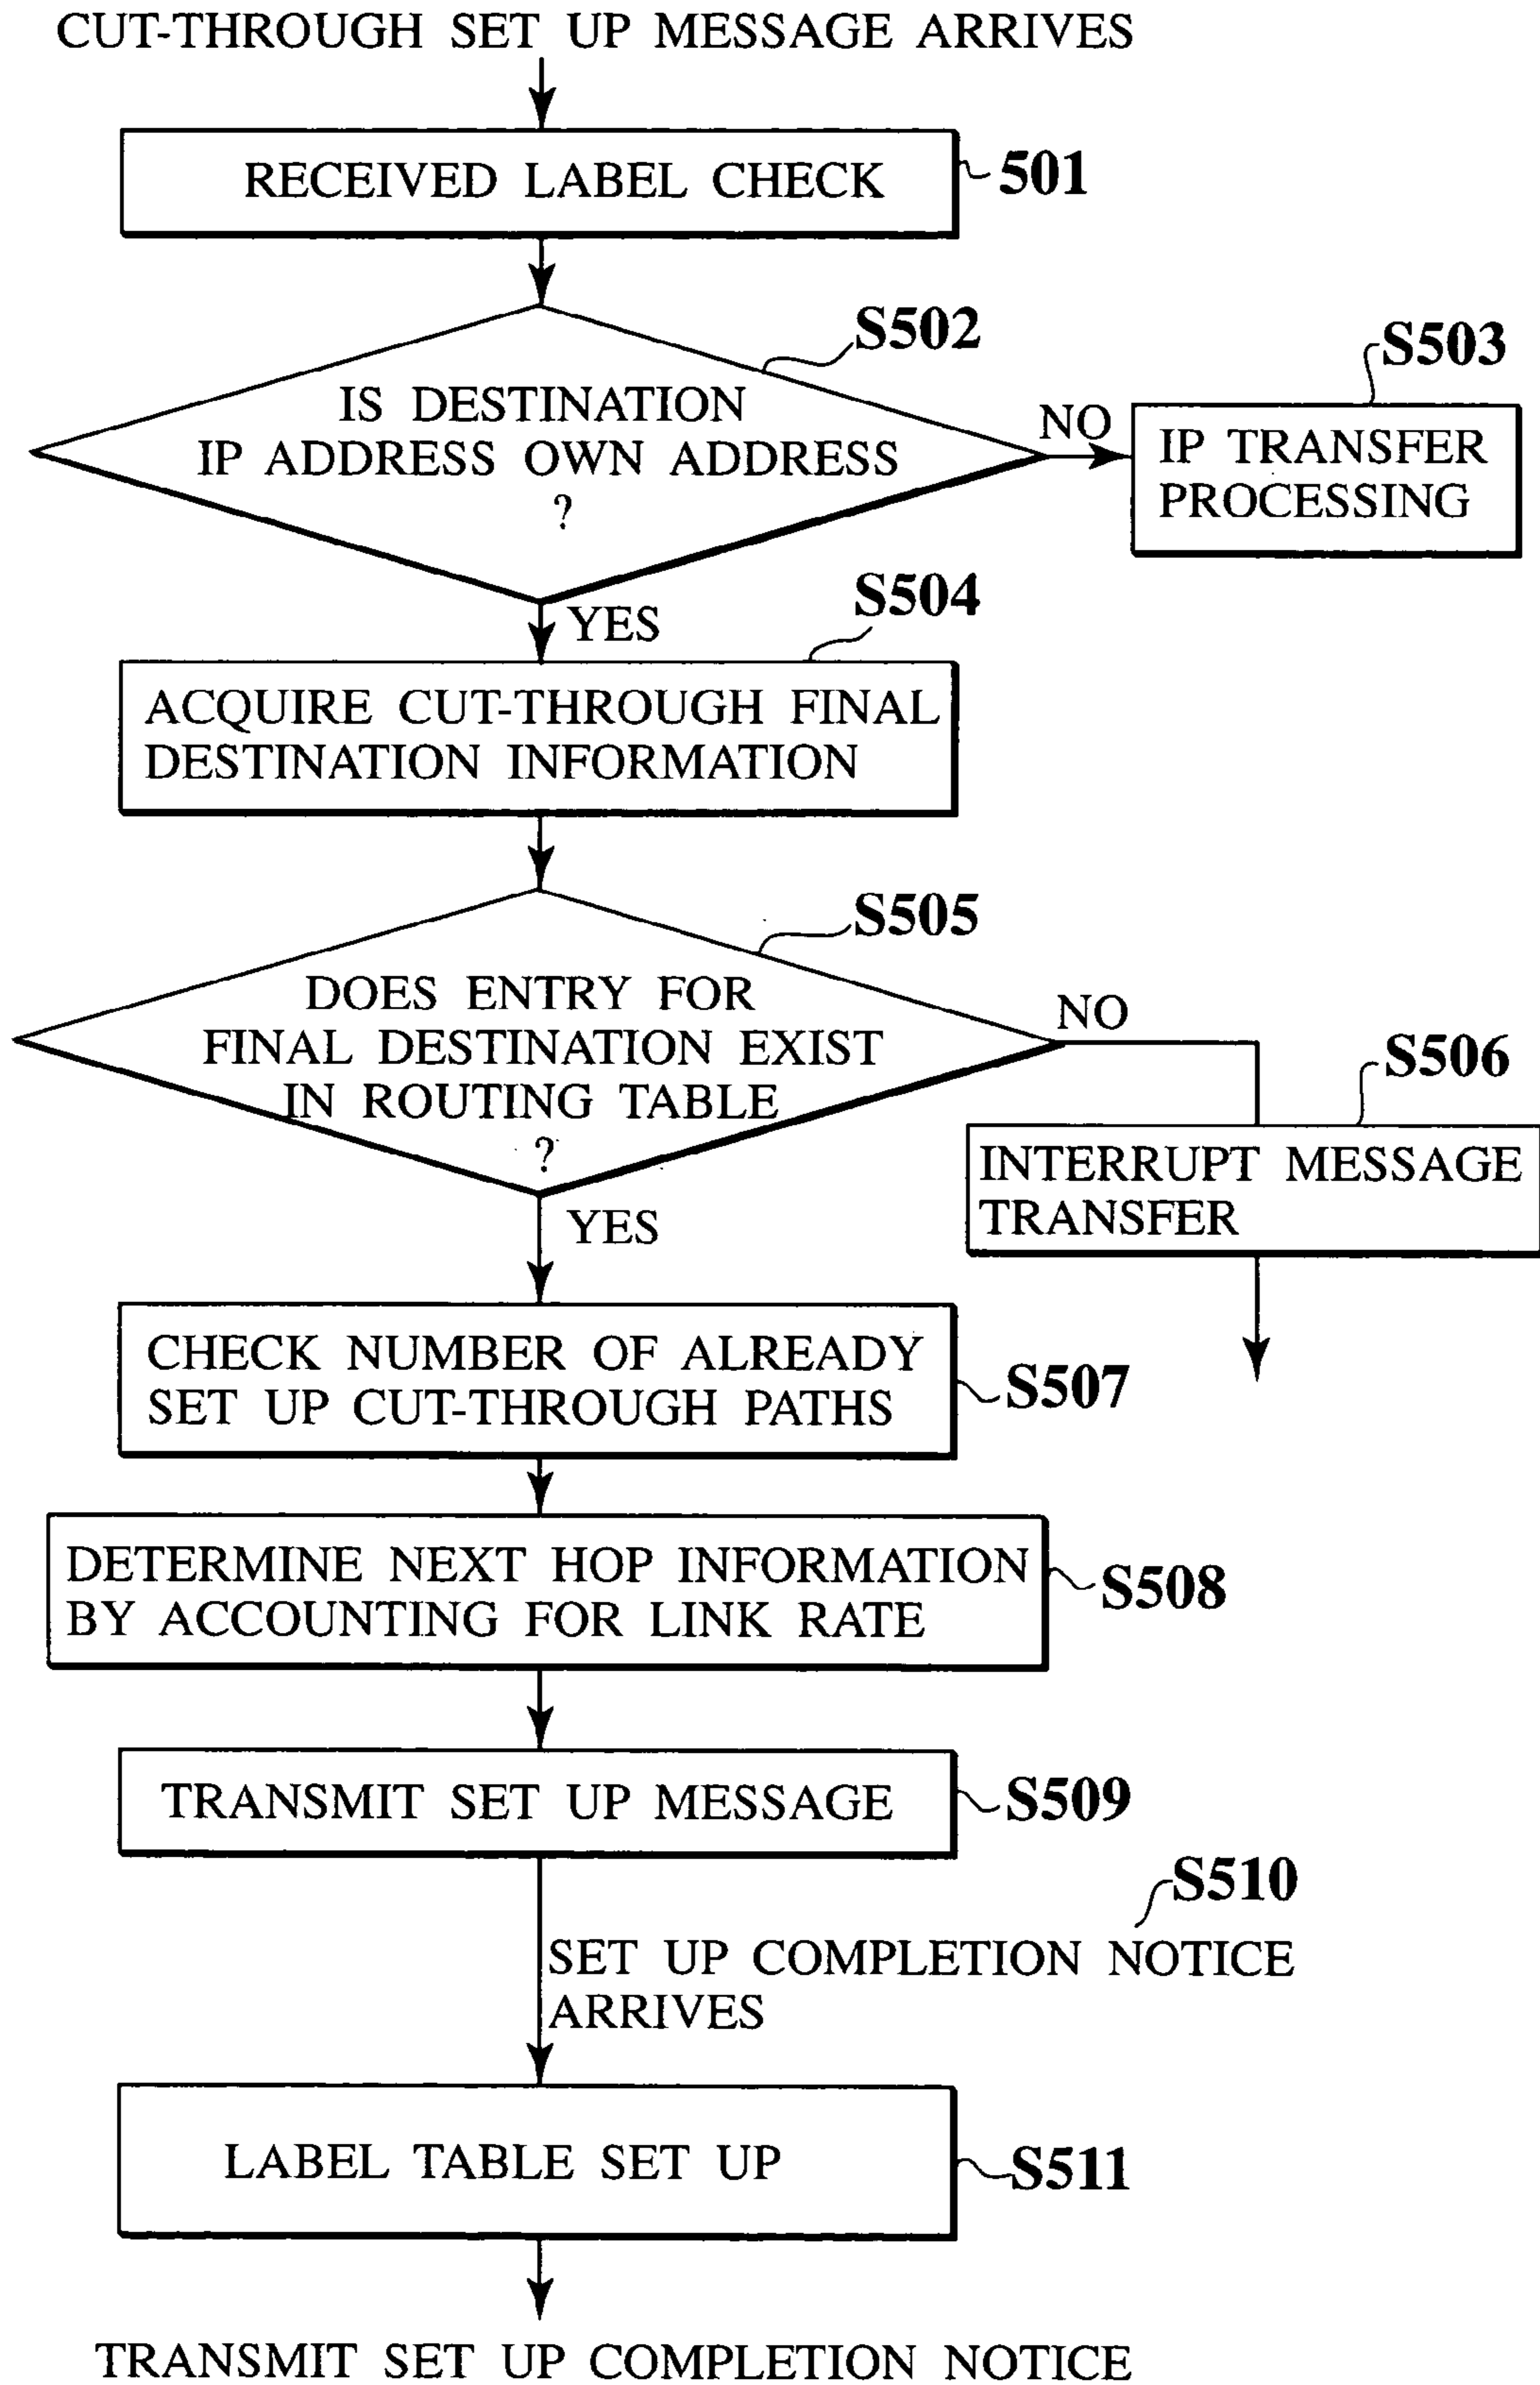 CUT-THROUGH SET UP MESSAGE ARRIVES
RECEIVED LABEL CHECK
501
S502
IS DESTINATION
IP ADDRESS OWN ADDRESS
?
NO
S503
IP TRANSFER
PROCESSING
YES
S504
ACQUIRE CUT-THROUGH FINAL
DESTINATION INFORMATION
S505
DOES ENTRY FOR
FINAL DESTINATION EXIST
IN ROUTING TABLE
?
NO
S506
INTERRUPT MESSAGE
TRANSFER
YES
CHECK NUMBER OF ALREADY
SET UP CUT-THROUGH PATHS
S507
DETERMINE NEXT HOP INFORMATION
BY ACCOUNTING FOR LINK RATE
S508
TRANSMIT SET UP MESSAGE
S509
S510
SET UP COMPLETION NOTICE
ARRIVES
LABEL TABLE SET UP
S511
TRANSMIT SET UP COMPLETION NOTICE